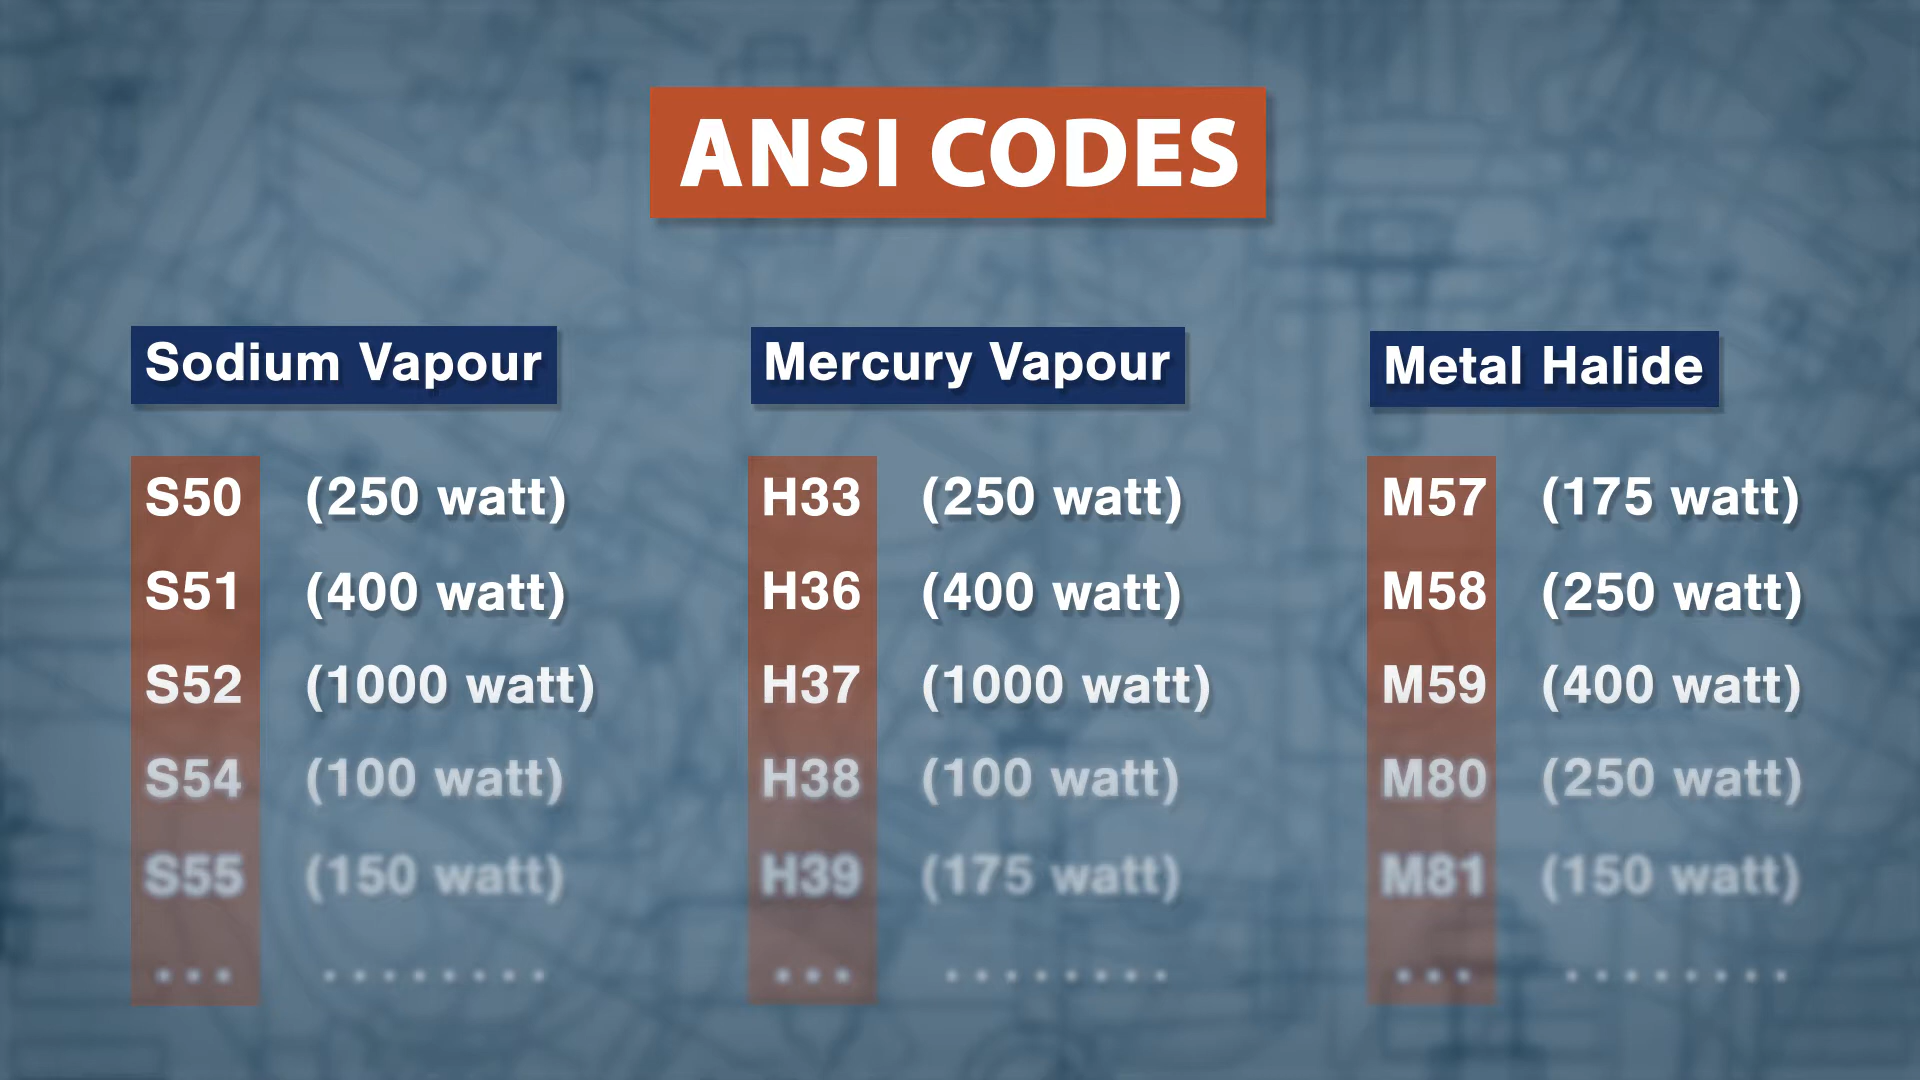 ANSI CODES
Sodium Vapour
S50 (250 watt)
S51 (400 watt)
S52 (1000 watt)
S54 (100 watt)
S55 (150 watt)
... ........
Mercury Vapour
H33 (250 watt)
H36 (400 watt)
H37 (1000 watt)
H38 (100 watt)
H39 (175 watt)
... ........
Metal Halide
M57 (175 watt)
M58 (250 watt)
M59 (400 watt)
M80 (250 watt)
M81 (150 watt)
... ........